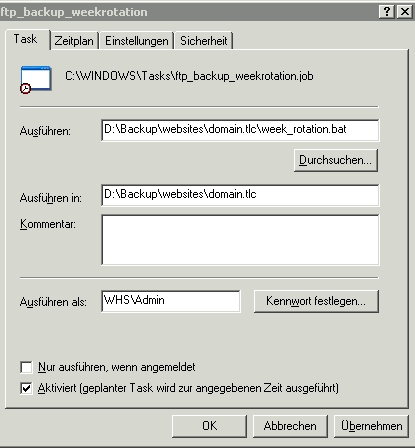 ftp_backup_weekrotation
Task Zeitplan Einstellungen Sicherheit
C:\WINDOWS\Tasks\ftp_backup_weekrotation.job
Ausführen: D:\Backup\websites\domain.tlc\week_rotation.bat
Durchsuchen...
Ausführen in: D:\Backup\websites\domain.tlc
Kommentar:
Ausführen als: WHS\Admin Kennwort festlegen...
Nur ausführen, wenn angemeldet
Aktiviert (geplanter Task wird zur angegebenen Zeit ausgeführt)
OK Abbrechen Übernehmen